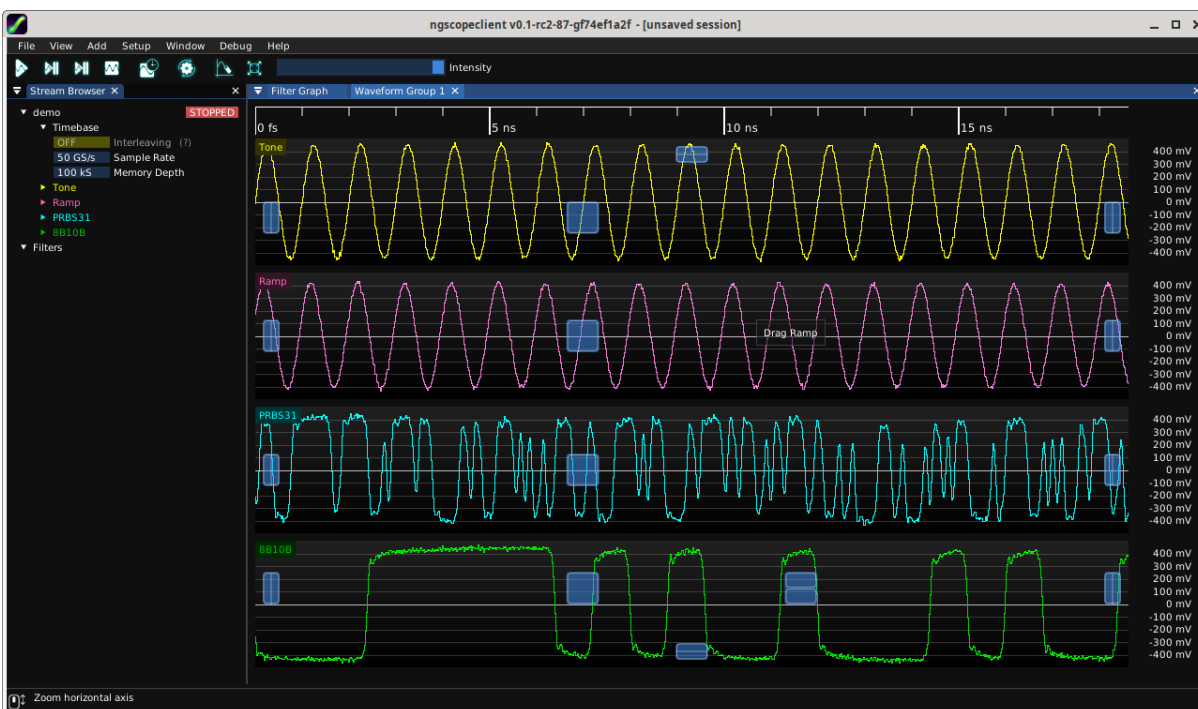 ngscopeclient v0.1-rc2-87-gf74ef1a2f - [unsaved session]
File View Add Setup Window Debug Help
Intensity
Stream Browser
Filter Graph Waveform Group 1
demo STOPPED
Timebase
OFF Interleaving (?)
50 GS/s Sample Rate
100 kS Memory Depth
Tone
Ramp
PRBS31
8B10B
Filters
0 fs 5 ns 10 ns 15 ns
Tone
400 mV
300 mV
200 mV
100 mV
0 mV
-100 mV
-200 mV
-300 mV
-400 mV
Ramp
Drag Ramp
400 mV
300 mV
200 mV
100 mV
0 mV
-100 mV
-200 mV
-300 mV
-400 mV
PRBS31
400 mV
300 mV
200 mV
100 mV
0 mV
-100 mV
-200 mV
-300 mV
-400 mV
8B10B
400 mV
300 mV
200 mV
100 mV
0 mV
-100 mV
-200 mV
-300 mV
-400 mV
Zoom horizontal axis